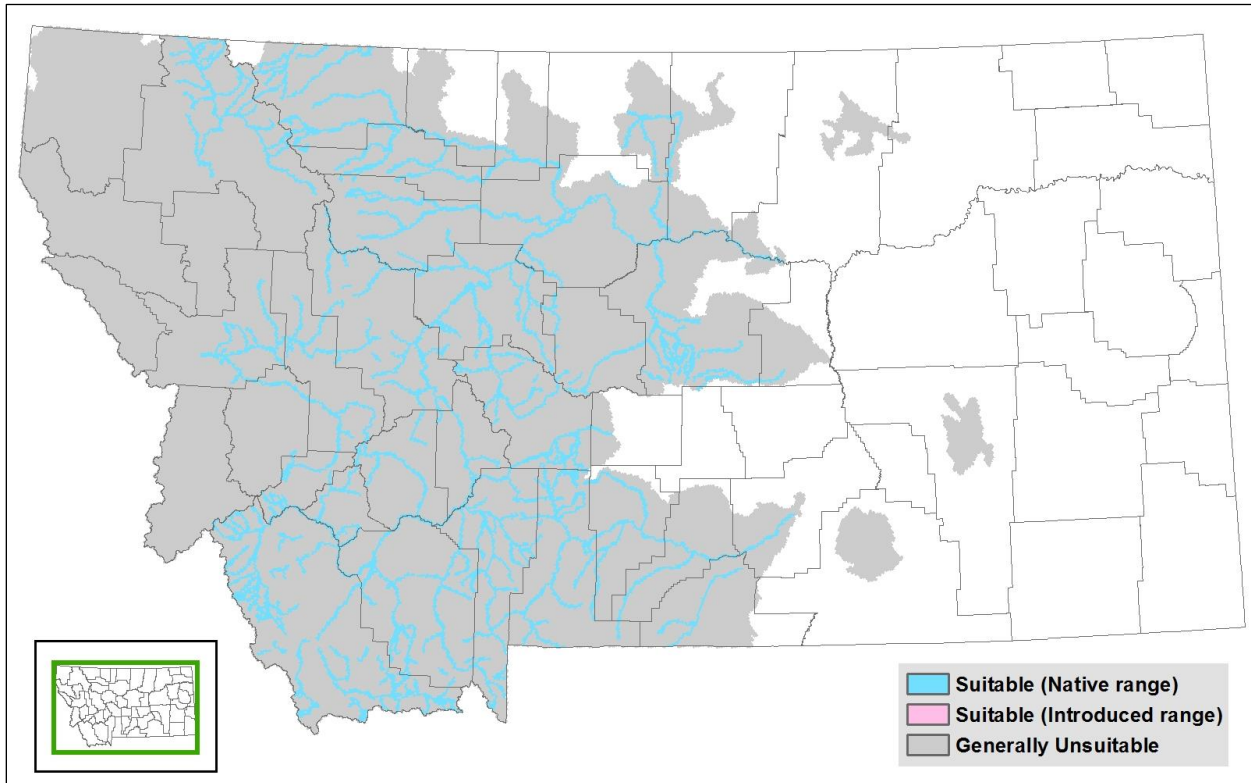 Suitable (Native range)
Suitable (Introduced range)
Generally Unsuitable